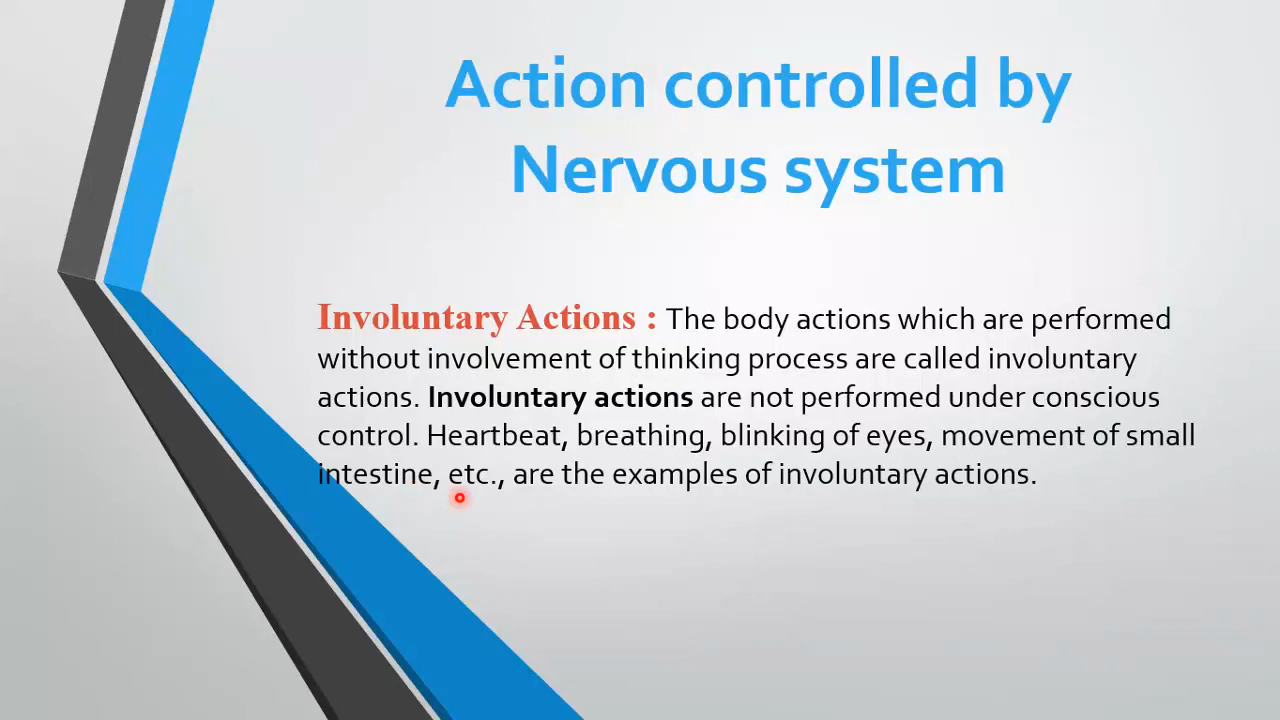 Action controlled by
Nervous system
Involuntary Actions : The body actions which are performed
without involvement of thinking process are called involuntary
actions. Involuntary actions are not performed under conscious
control. Heartbeat, breathing, blinking of eyes, movement of small
intestine, etc., are the examples of involuntary actions.